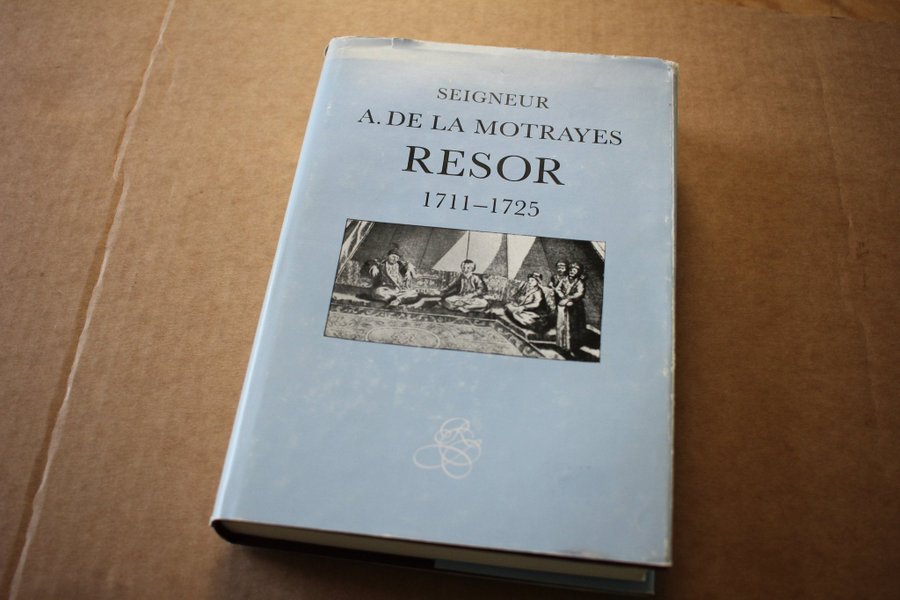 SEIGNEUR
A. DE LA MOTRAYES
RESOR
1711–1725